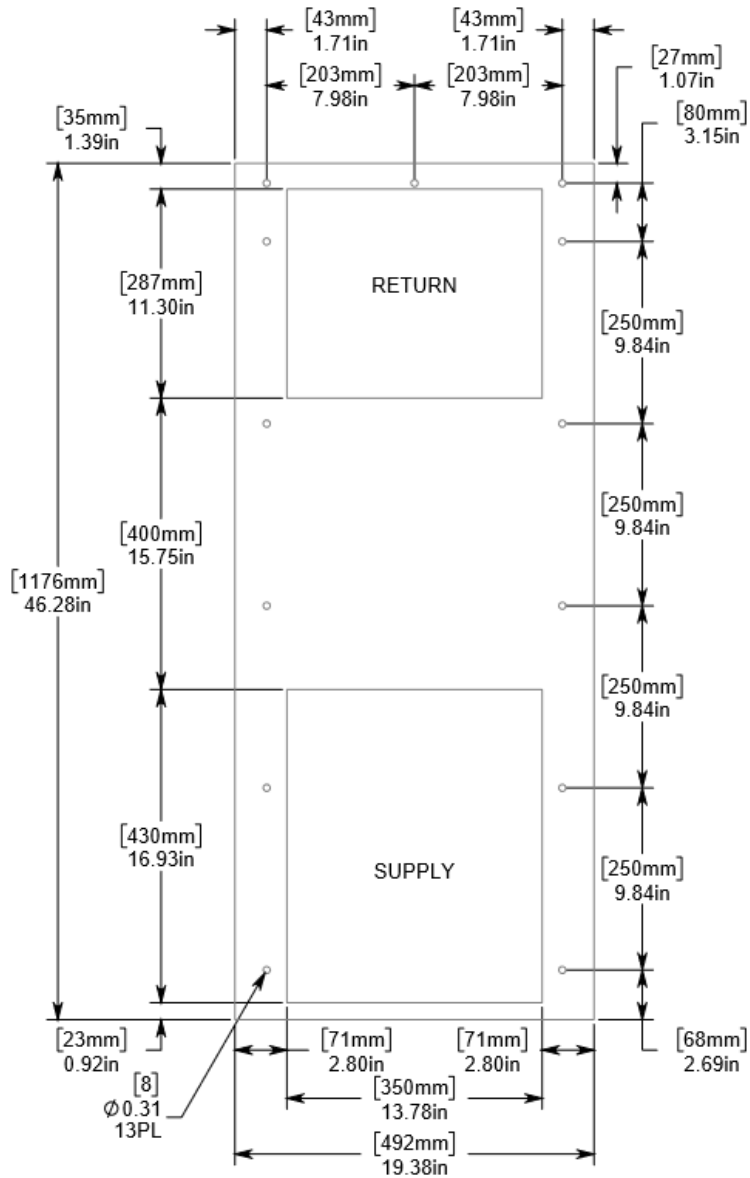 [43mm]
1.71in
[43mm]
1.71in
[203mm]
7.98in
[203mm]
7.98in
[27mm]
1.07in
[35mm]
1.39in
[80mm]
3.15in
[287mm]
11.30in
RETURN
[250mm]
9.84in
[400mm]
15.75in
[250mm]
9.84in
[1176mm]
46.28in
[250mm]
9.84in
[430mm]
16.93in
SUPPLY
[250mm]
9.84in
[23mm]
0.92in
[71mm]
2.80in
[71mm]
2.80in
[68mm]
2.69in
[8]
Ø0.31
13PL
[350mm]
13.78in
[492mm]
19.38in